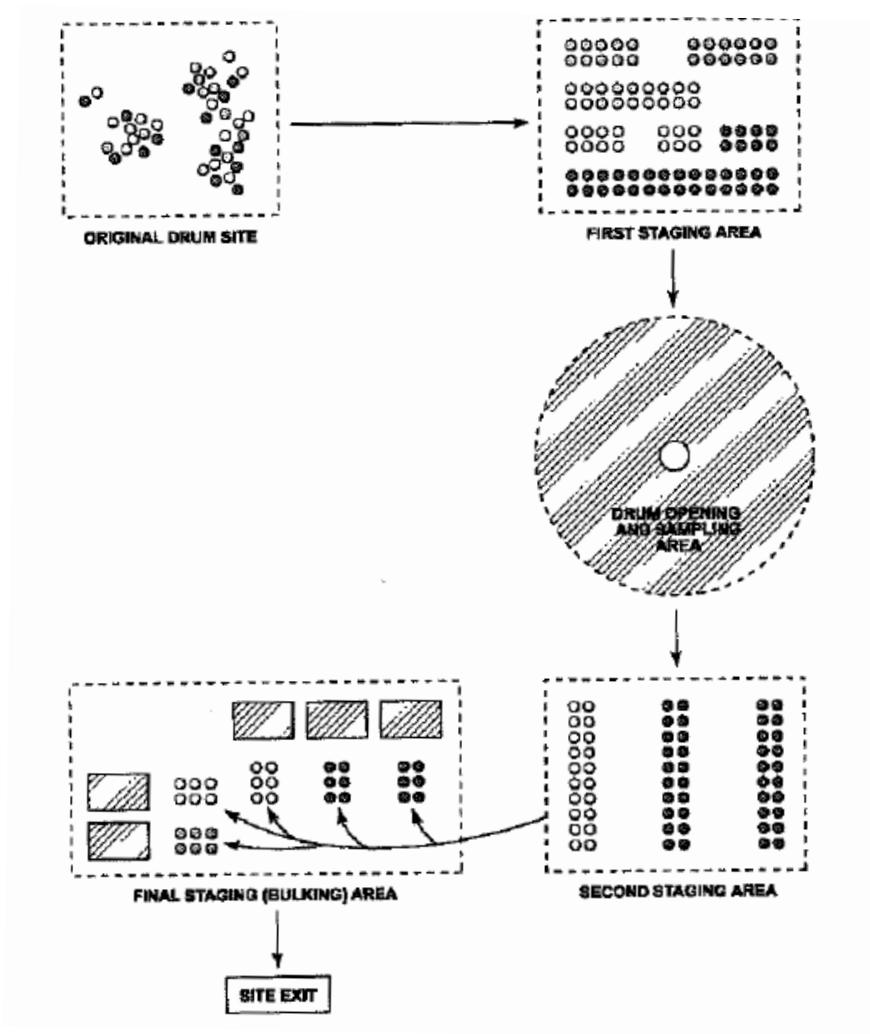 ORIGINAL DRUM SITE
FIRST STAGING AREA
DRUM OPENING
AND SAMPLING
AREA
SECOND STAGING AREA
FINAL STAGING (BULKING) AREA
SITE EXIT